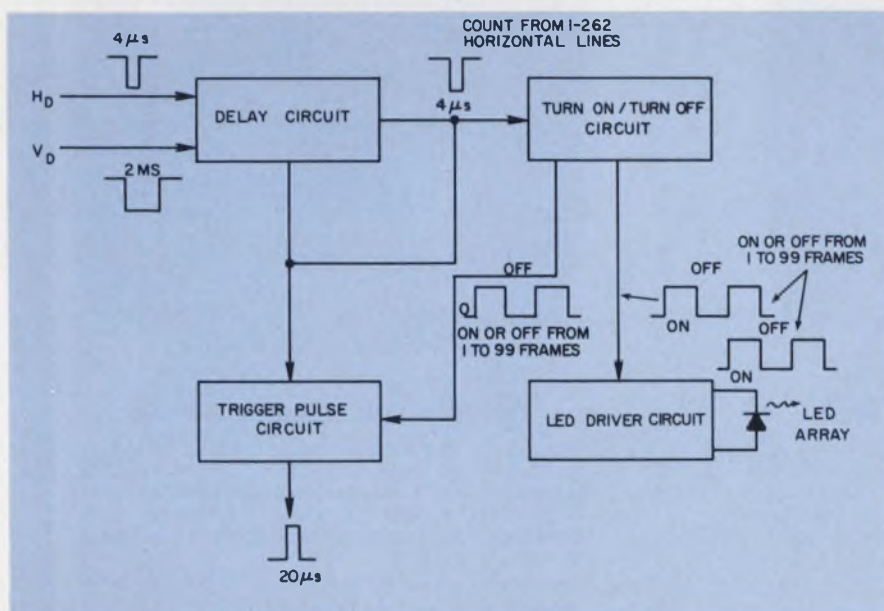 4μs
COUNT FROM 1-262
HORIZONTAL LINES
H_D
DELAY CIRCUIT
4μs
TURN ON/TURN OFF
CIRCUIT
V_D
2 MS
OFF
Q
ON OR OFF FROM
1 TO 99 FRAMES
ON OR OFF FROM
1 TO 99 FRAMES
OFF
ON
OFF
ON
TRIGGER PULSE
CIRCUIT
LED DRIVER CIRCUIT
LED
ARRAY
20μs